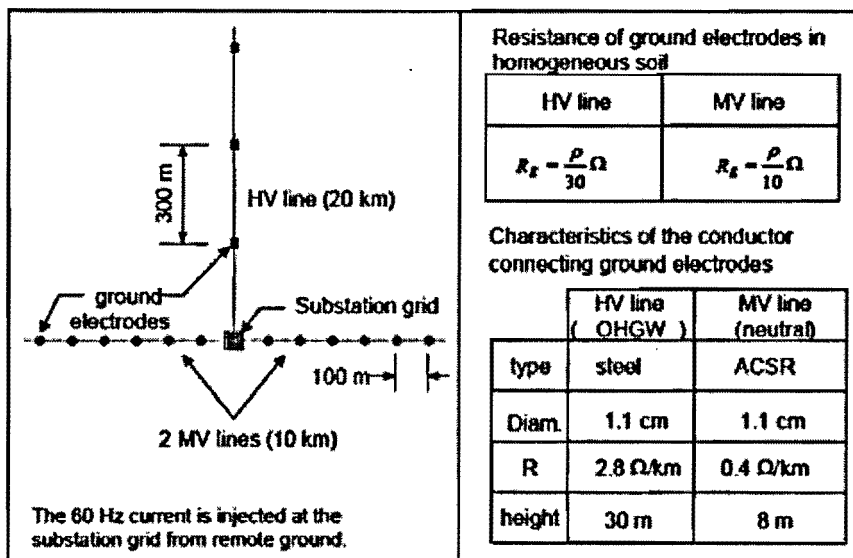 300 m
HV line (20 km)
ground
electrodes
Substation grid
100 m
2 MV lines (10 km)
The 60 Hz current is injected at the
substation grid from remote ground.
Resistance of ground electrodes in
homogeneous soil
HV line MV line
R_g = ρ/30 Ω R_g = ρ/10 Ω
Characteristics of the conductor
connecting ground electrodes
HV line MV line
( OHGW ) (neutral)
type steel ACSR
Diam. 1.1 cm 1.1 cm
R 2.8 Ω/km 0.4 Ω/km
height 30 m 8 m